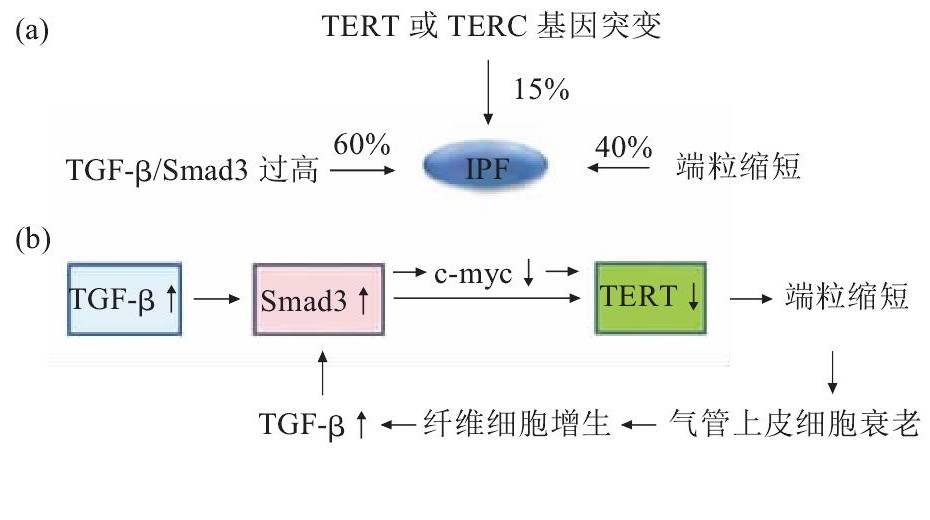 (a)
TERT 或 TERC 基因突变
15%
TGF-β/Smad3 过高
60%
IPF
40%
端粒缩短
(b)
TGF-β↑
Smad3↑
c-myc↓
TERT↓
端粒缩短
TGF-β↑
纤维细胞增生
气管上皮细胞衰老